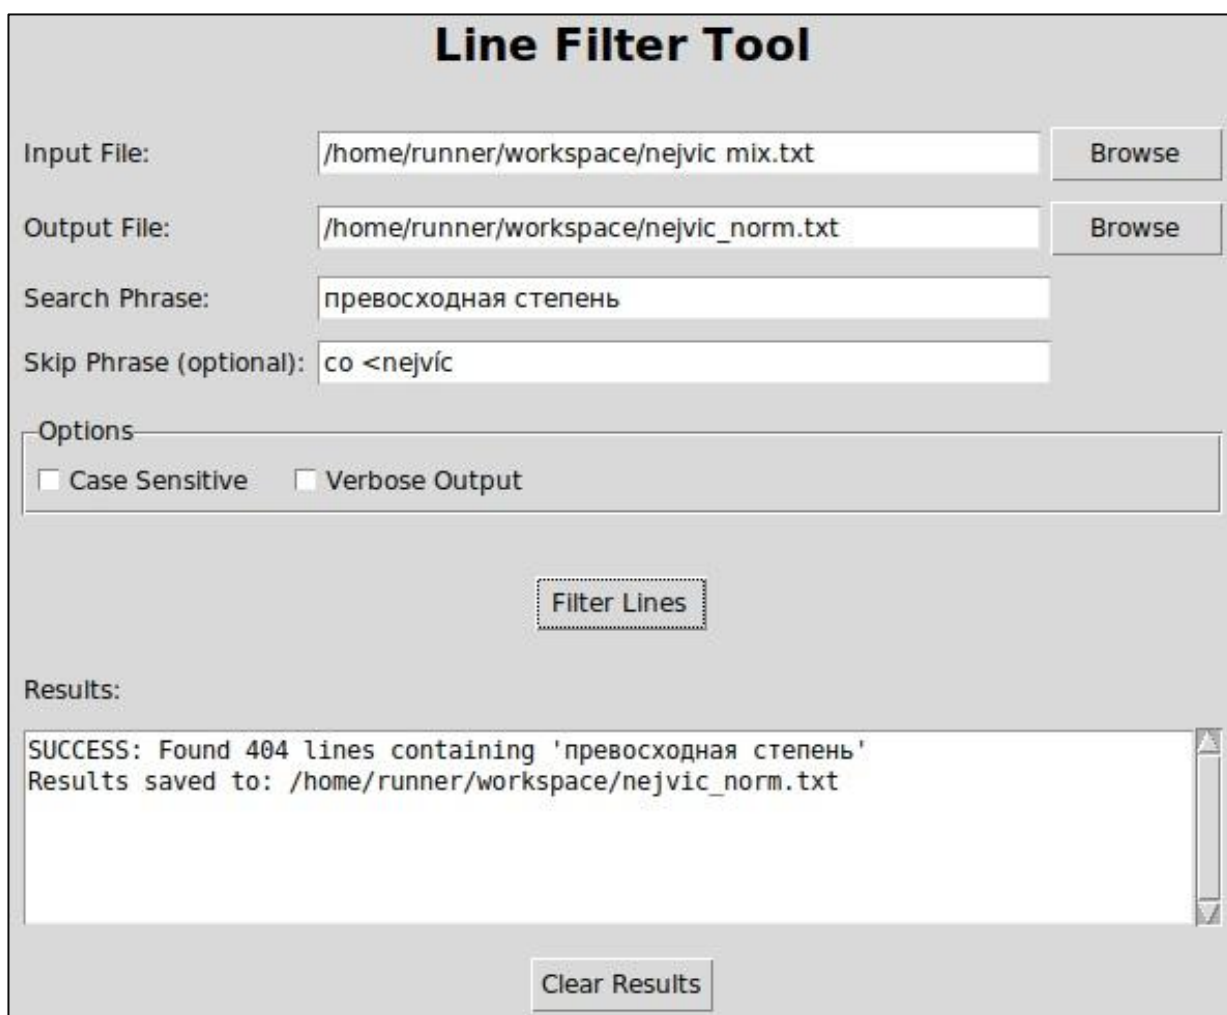 Line Filter Tool
Input File: /home/runner/workspace/nejvic mix.txt Browse
Output File: /home/runner/workspace/nejvic_norm.txt Browse
Search Phrase: превосходная степень
Skip Phrase (optional): co <nejvíc
Options
Case Sensitive Verbose Output
Filter Lines
Results:
SUCCESS: Found 404 lines containing 'превосходная степень'
Results saved to: /home/runner/workspace/nejvic_norm.txt
Clear Results